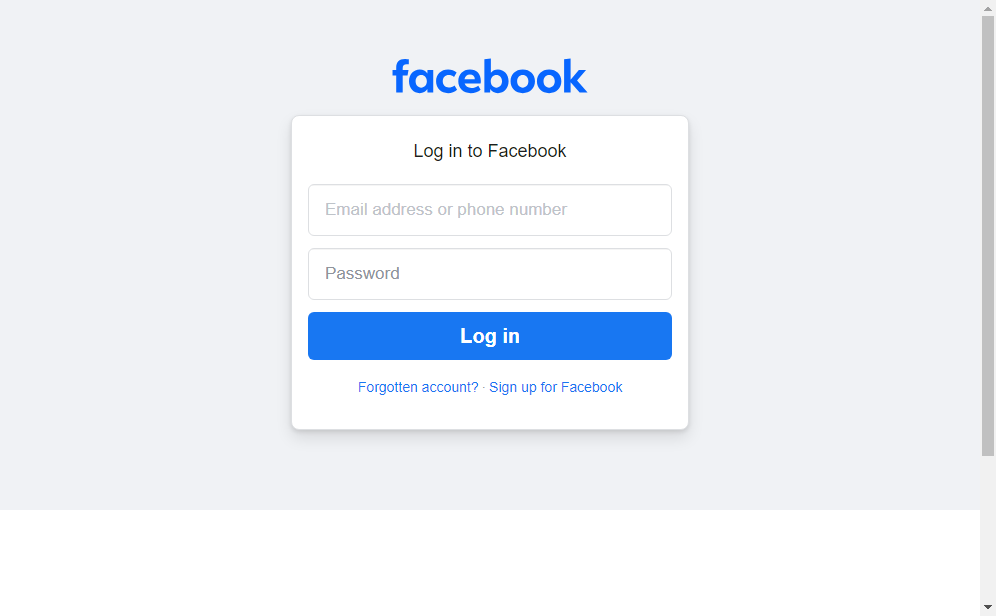 facebook
Log in to Facebook
Email address or phone number
Password
Log in
Forgotten account? · Sign up for Facebook